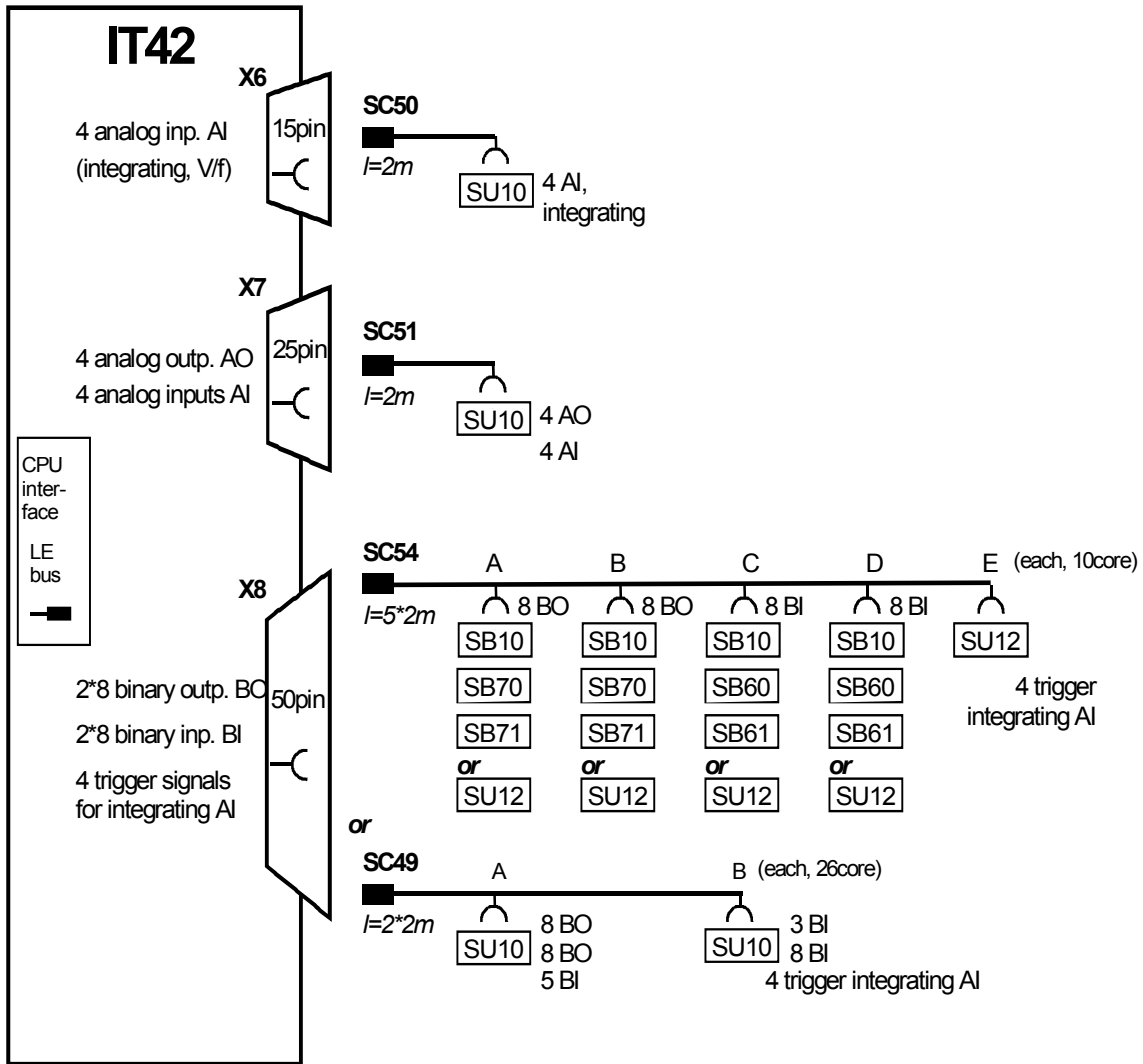 IT42
X6
SC50
4 analog inp. AI
(integrating, V/f)
15pin
l=2m
SU10
4 AI,
integrating
X7
SC51
4 analog outp. AO
4 analog inputs AI
25pin
l=2m
SU10
4 AO
4 AI
CPU
inter-
face
LE
bus
X8
SC54
A B C D E (each, 10core)
l=5*2m
8 BO 8 BO 8 BI 8 BI
SB10 SB10 SB10 SB10 SU12
SB70 SB70 SB60 SB60
SB71 SB71 SB61 SB61
or or or or
SU12 SU12 SU12 SU12
4 trigger
integrating AI
2*8 binary outp. BO
50pin
2*8 binary inp. BI
4 trigger signals
for integrating AI
or
SC49
A B (each, 26core)
l=2*2m
SU10
8 BO
8 BO
5 BI
SU10
3 BI
8 BI
4 trigger integrating AI